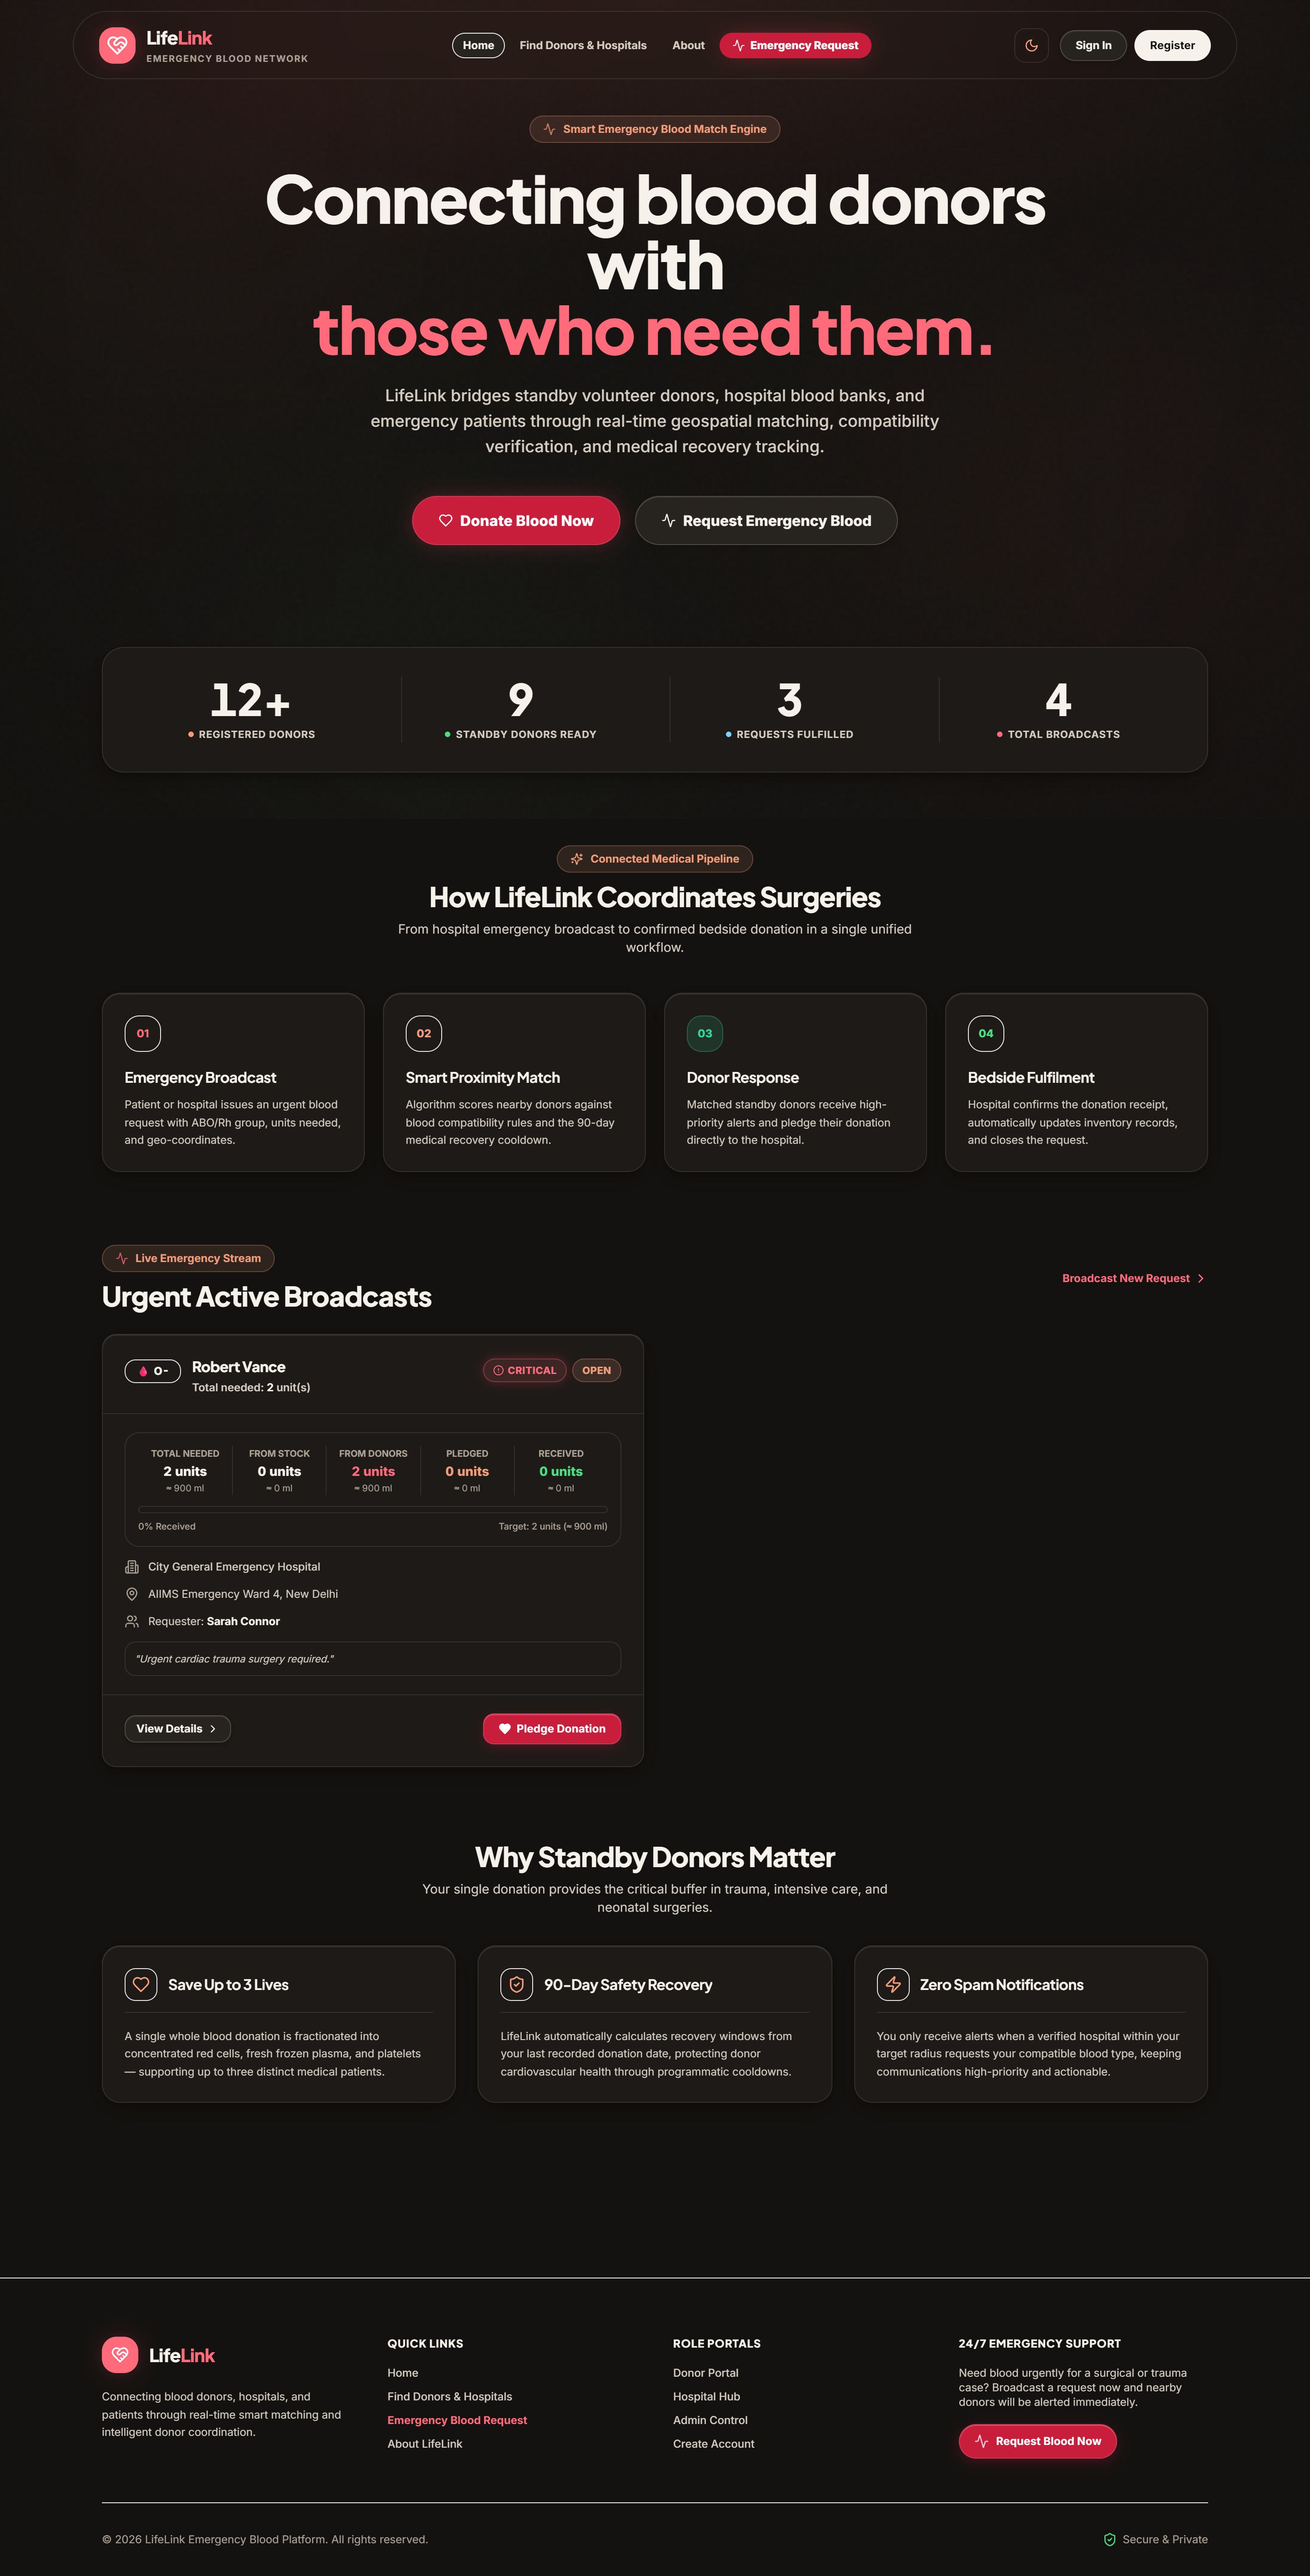 LifeLink
EMERGENCY BLOOD NETWORK
Home
Find Donors & Hospitals
About
Emergency Request
Sign In
Register
Smart Emergency Blood Match Engine
Connecting blood donors
with
those who need them.
LifeLink bridges standby volunteer donors, hospital blood banks, and
emergency patients through real-time geospatial matching, compatibility
verification, and medical recovery tracking.
Donate Blood Now
Request Emergency Blood
12+
REGISTERED DONORS
9
STANDBY DONORS READY
3
REQUESTS FULFILLED
4
TOTAL BROADCASTS
Connected Medical Pipeline
How LifeLink Coordinates Surgeries
From hospital emergency broadcast to confirmed bedside donation in a single unified
workflow.
01
Emergency Broadcast
Patient or hospital issues an urgent blood
request with ABO/Rh group, units needed,
and geo-coordinates.
02
Smart Proximity Match
Algorithm scores nearby donors against
blood compatibility rules and the 90-day
medical recovery cooldown.
03
Donor Response
Matched standby donors receive high-
priority alerts and pledge their donation
directly to the hospital.
04
Bedside Fulfilment
Hospital confirms the donation receipt,
automatically updates inventory records,
and closes the request.
Live Emergency Stream
Urgent Active Broadcasts
Broadcast New Request
O-
Robert Vance
Total needed: 2 unit(s)
CRITICAL
OPEN
TOTAL NEEDED
2 units
≈ 900 ml
FROM STOCK
0 units
≈ 0 ml
FROM DONORS
2 units
≈ 900 ml
PLEDGED
0 units
≈ 0 ml
RECEIVED
0 units
≈ 0 ml
0% Received
Target: 2 units (≈ 900 ml)
City General Emergency Hospital
AIIMS Emergency Ward 4, New Delhi
Requester: Sarah Connor
"Urgent cardiac trauma surgery required."
View Details
Pledge Donation
Why Standby Donors Matter
Your single donation provides the critical buffer in trauma, intensive care, and
neonatal surgeries.
Save Up to 3 Lives
A single whole blood donation is fractionated into
concentrated red cells, fresh frozen plasma, and platelets
— supporting up to three distinct medical patients.
90-Day Safety Recovery
LifeLink automatically calculates recovery windows from
your last recorded donation date, protecting donor
cardiovascular health through programmatic cooldowns.
Zero Spam Notifications
You only receive alerts when a verified hospital within your
target radius requests your compatible blood type, keeping
communications high-priority and actionable.
LifeLink
Connecting blood donors, hospitals, and
patients through real-time smart matching and
intelligent donor coordination.
QUICK LINKS
Home
Find Donors & Hospitals
Emergency Blood Request
About LifeLink
ROLE PORTALS
Donor Portal
Hospital Hub
Admin Control
Create Account
24/7 EMERGENCY SUPPORT
Need blood urgently for a surgical or trauma
case? Broadcast a request now and nearby
donors will be alerted immediately.
Request Blood Now
© 2026 LifeLink Emergency Blood Platform. All rights reserved.
Secure & Private